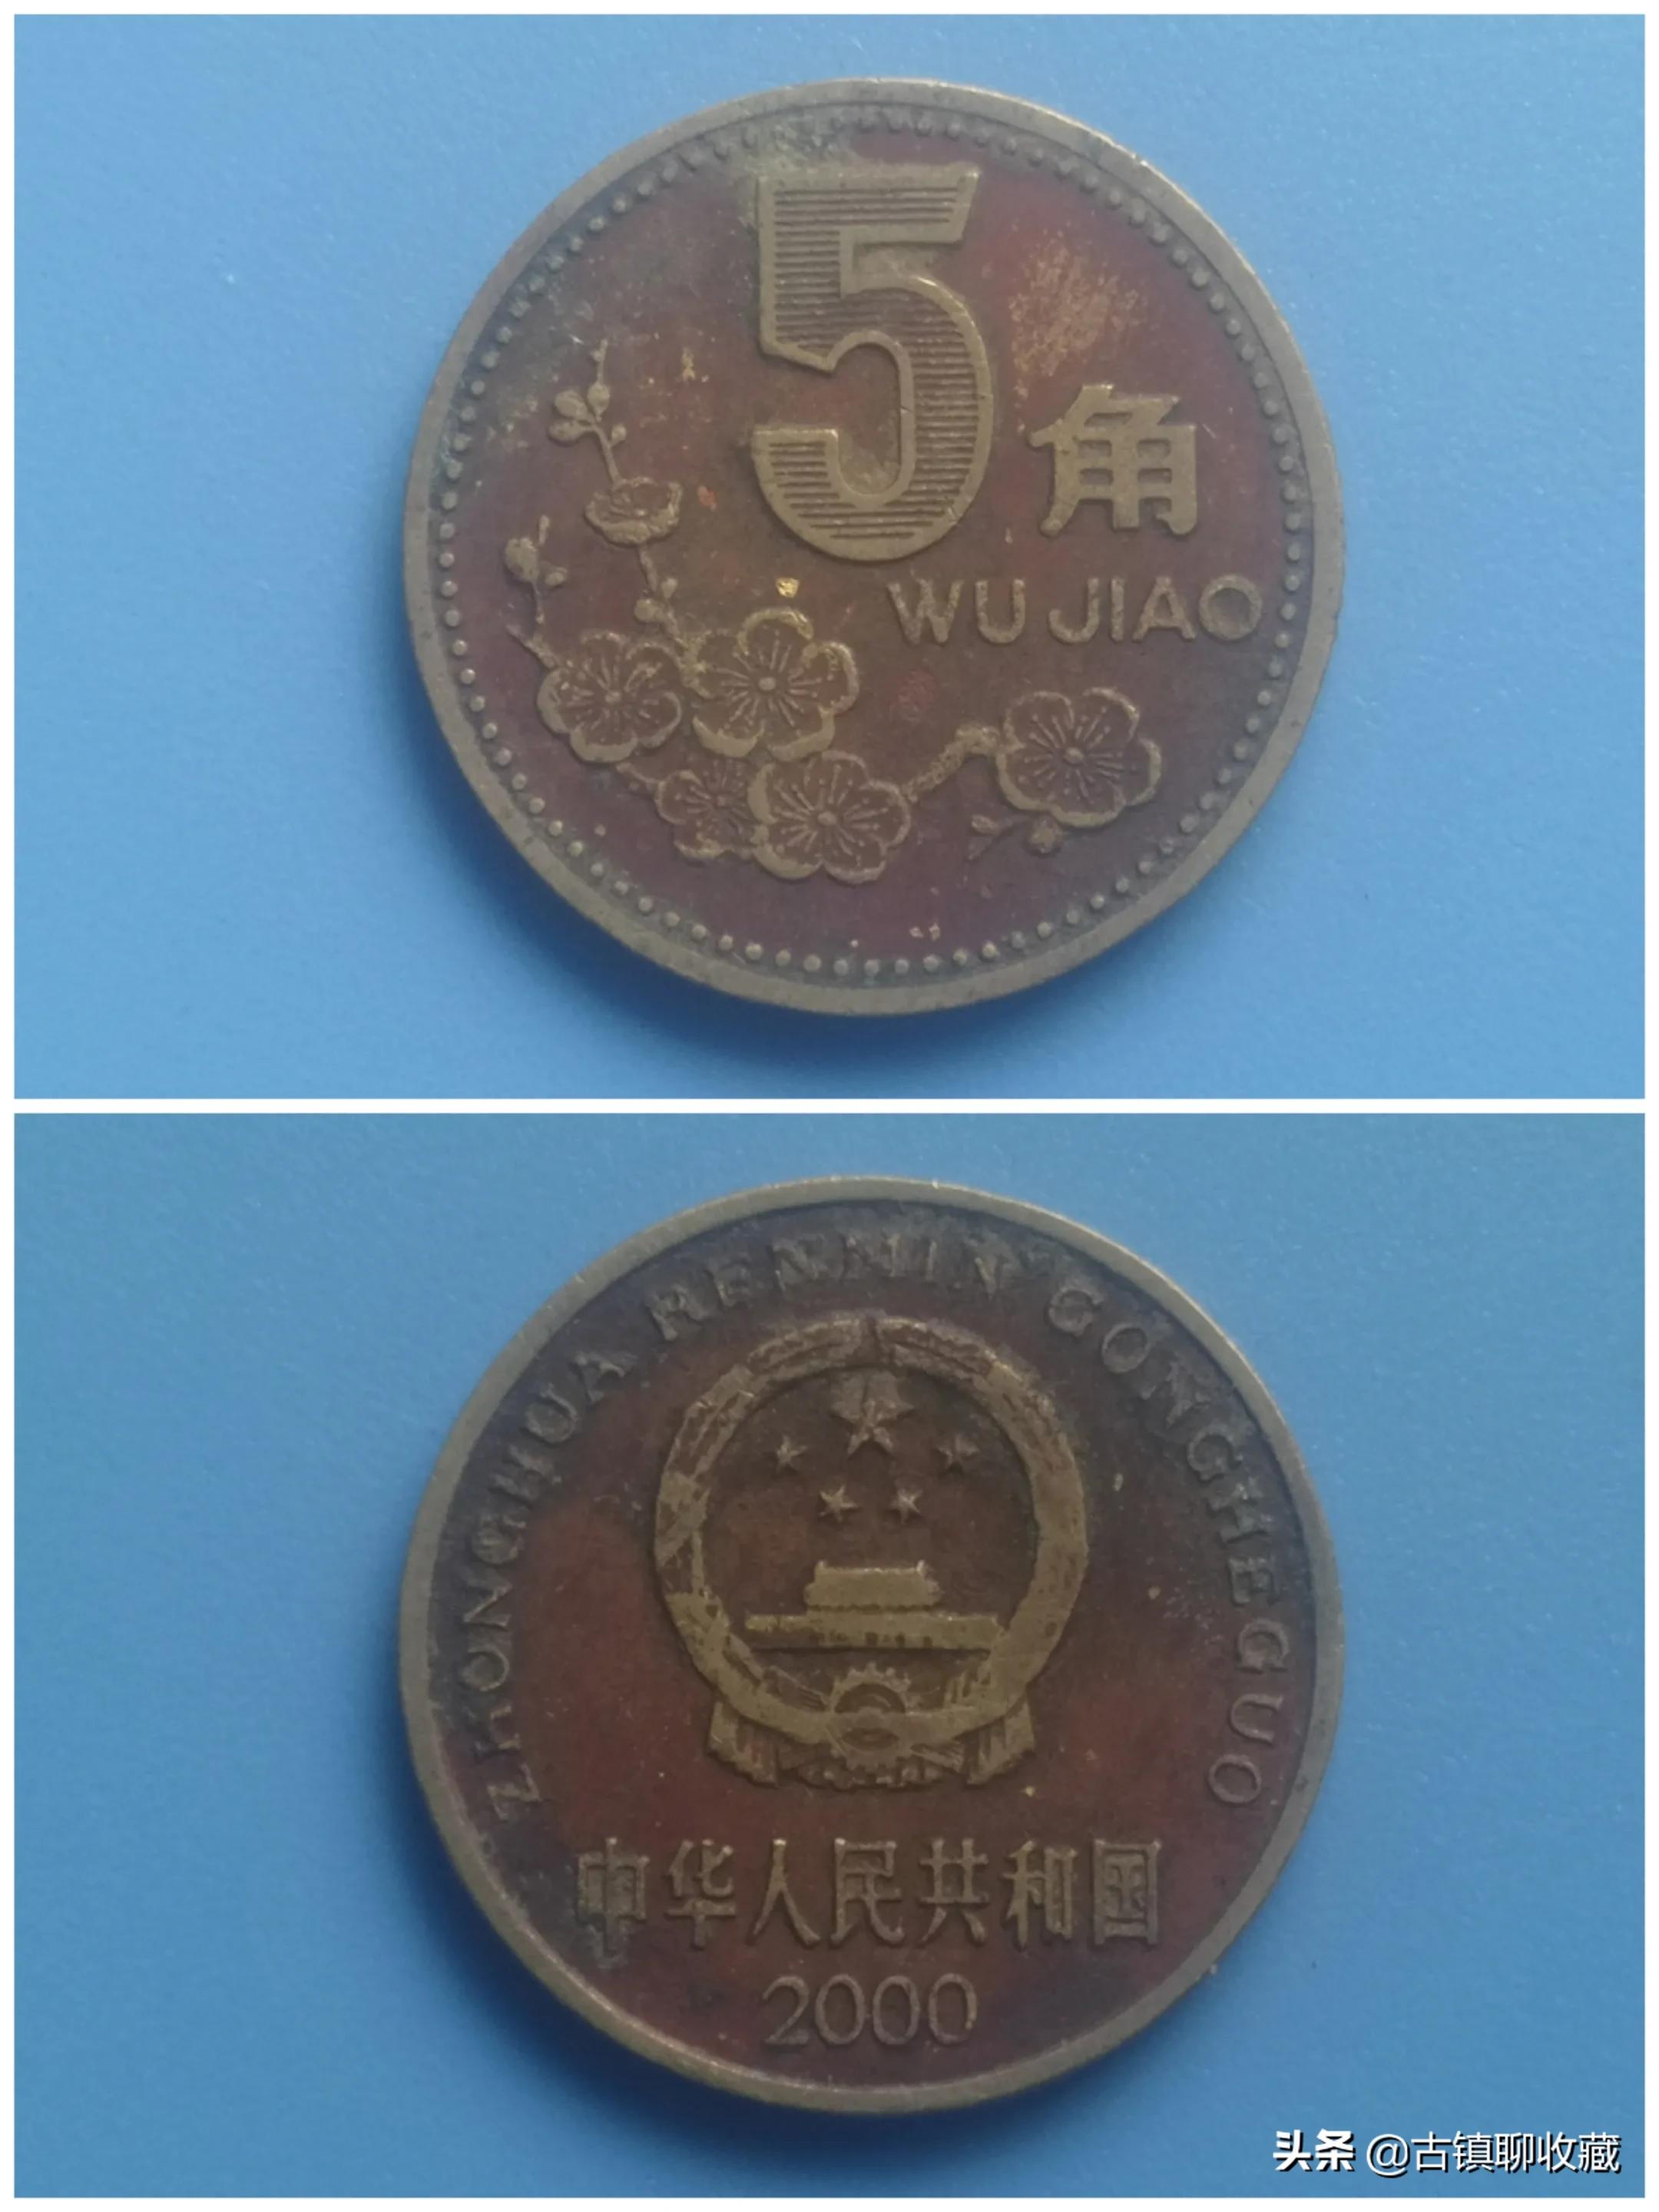 5角
WU JIAO
ZHONGHUA RENMIN GONGHEGUO
中华人民共和国
2000
头条 @古镇聊收藏